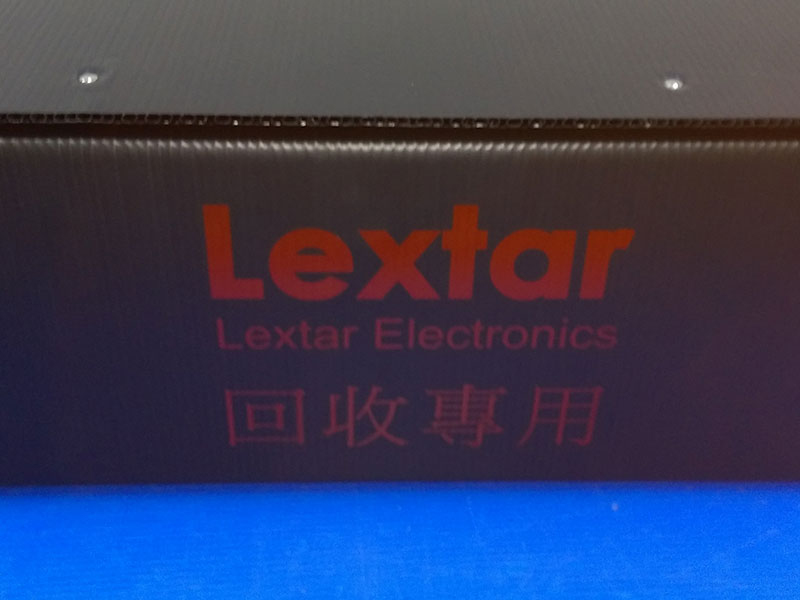 Lextar
Lextar Electronics
回收專用